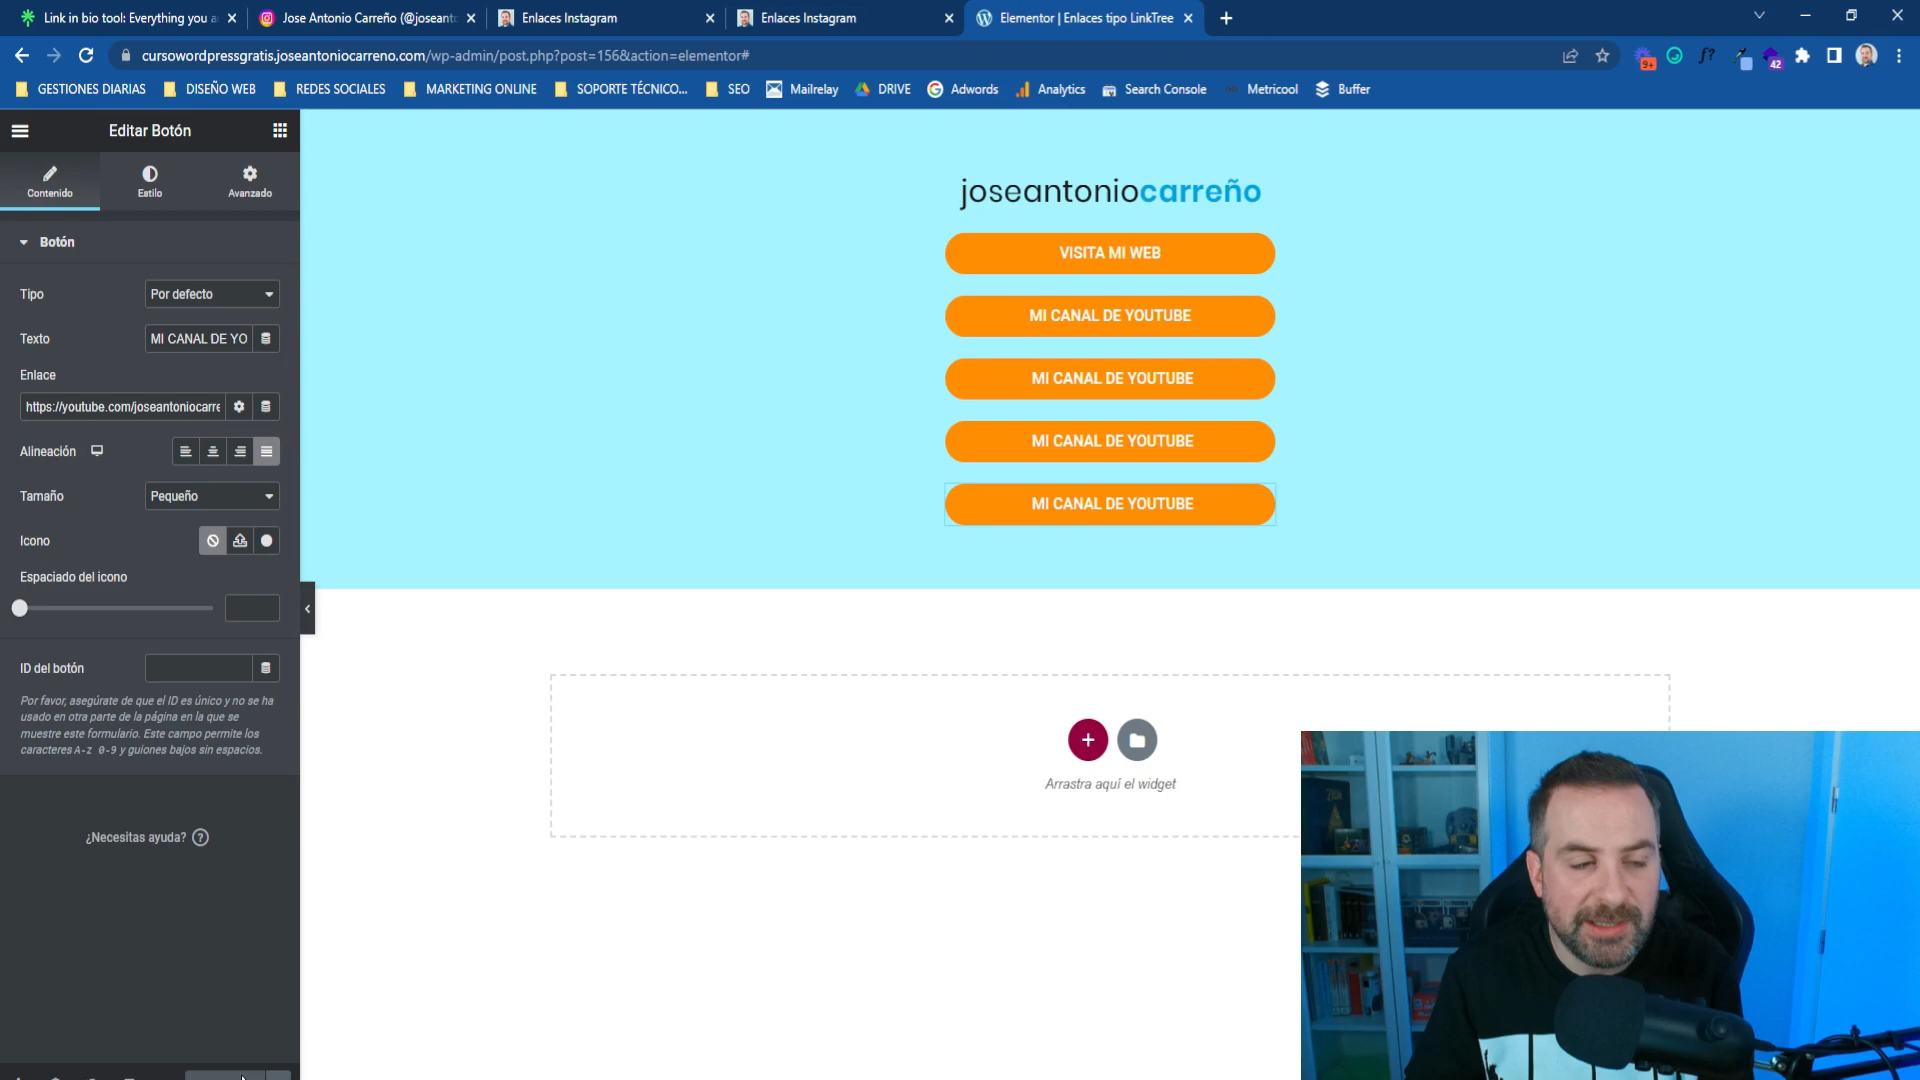 Link in bio tool: Everything you a
Jose Antonio Carreño (@joseanto
Enlaces Instagram
Enlaces Instagram
Elementor | Enlaces tipo LinkTree
cursowordpressgratis.joseantoniocarreno.com/wp-admin/post.php?post=156&action=elementor#
f?
9+
42
GESTIONES DIARIAS
DISEÑO WEB
REDES SOCIALES
MARKETING ONLINE
SOPORTE TÉCNICO...
SEO
Mailrelay
DRIVE
Adwords
Analytics
Search Console
Metricool
Buffer
Editar Botón
Contenido
Estilo
Avanzado
Botón
Tipo
Por defecto
Texto
MI CANAL DE YO
Enlace
https://youtube.com/joseantoniocarre
Alineación
Tamaño
Pequeño
Icono
Espaciado del icono
ID del botón
Por favor, asegúrate de que el ID es único y no se ha
usado en otra parte de la página en la que se
muestre este formulario. Este campo permite los
caracteres A-z 0-9 y guiones bajos sin espacios.
¿Necesitas ayuda?
joseantoniocarreño
VISITA MI WEB
MI CANAL DE YOUTUBE
MI CANAL DE YOUTUBE
MI CANAL DE YOUTUBE
MI CANAL DE YOUTUBE
Arrastra aquí el widget